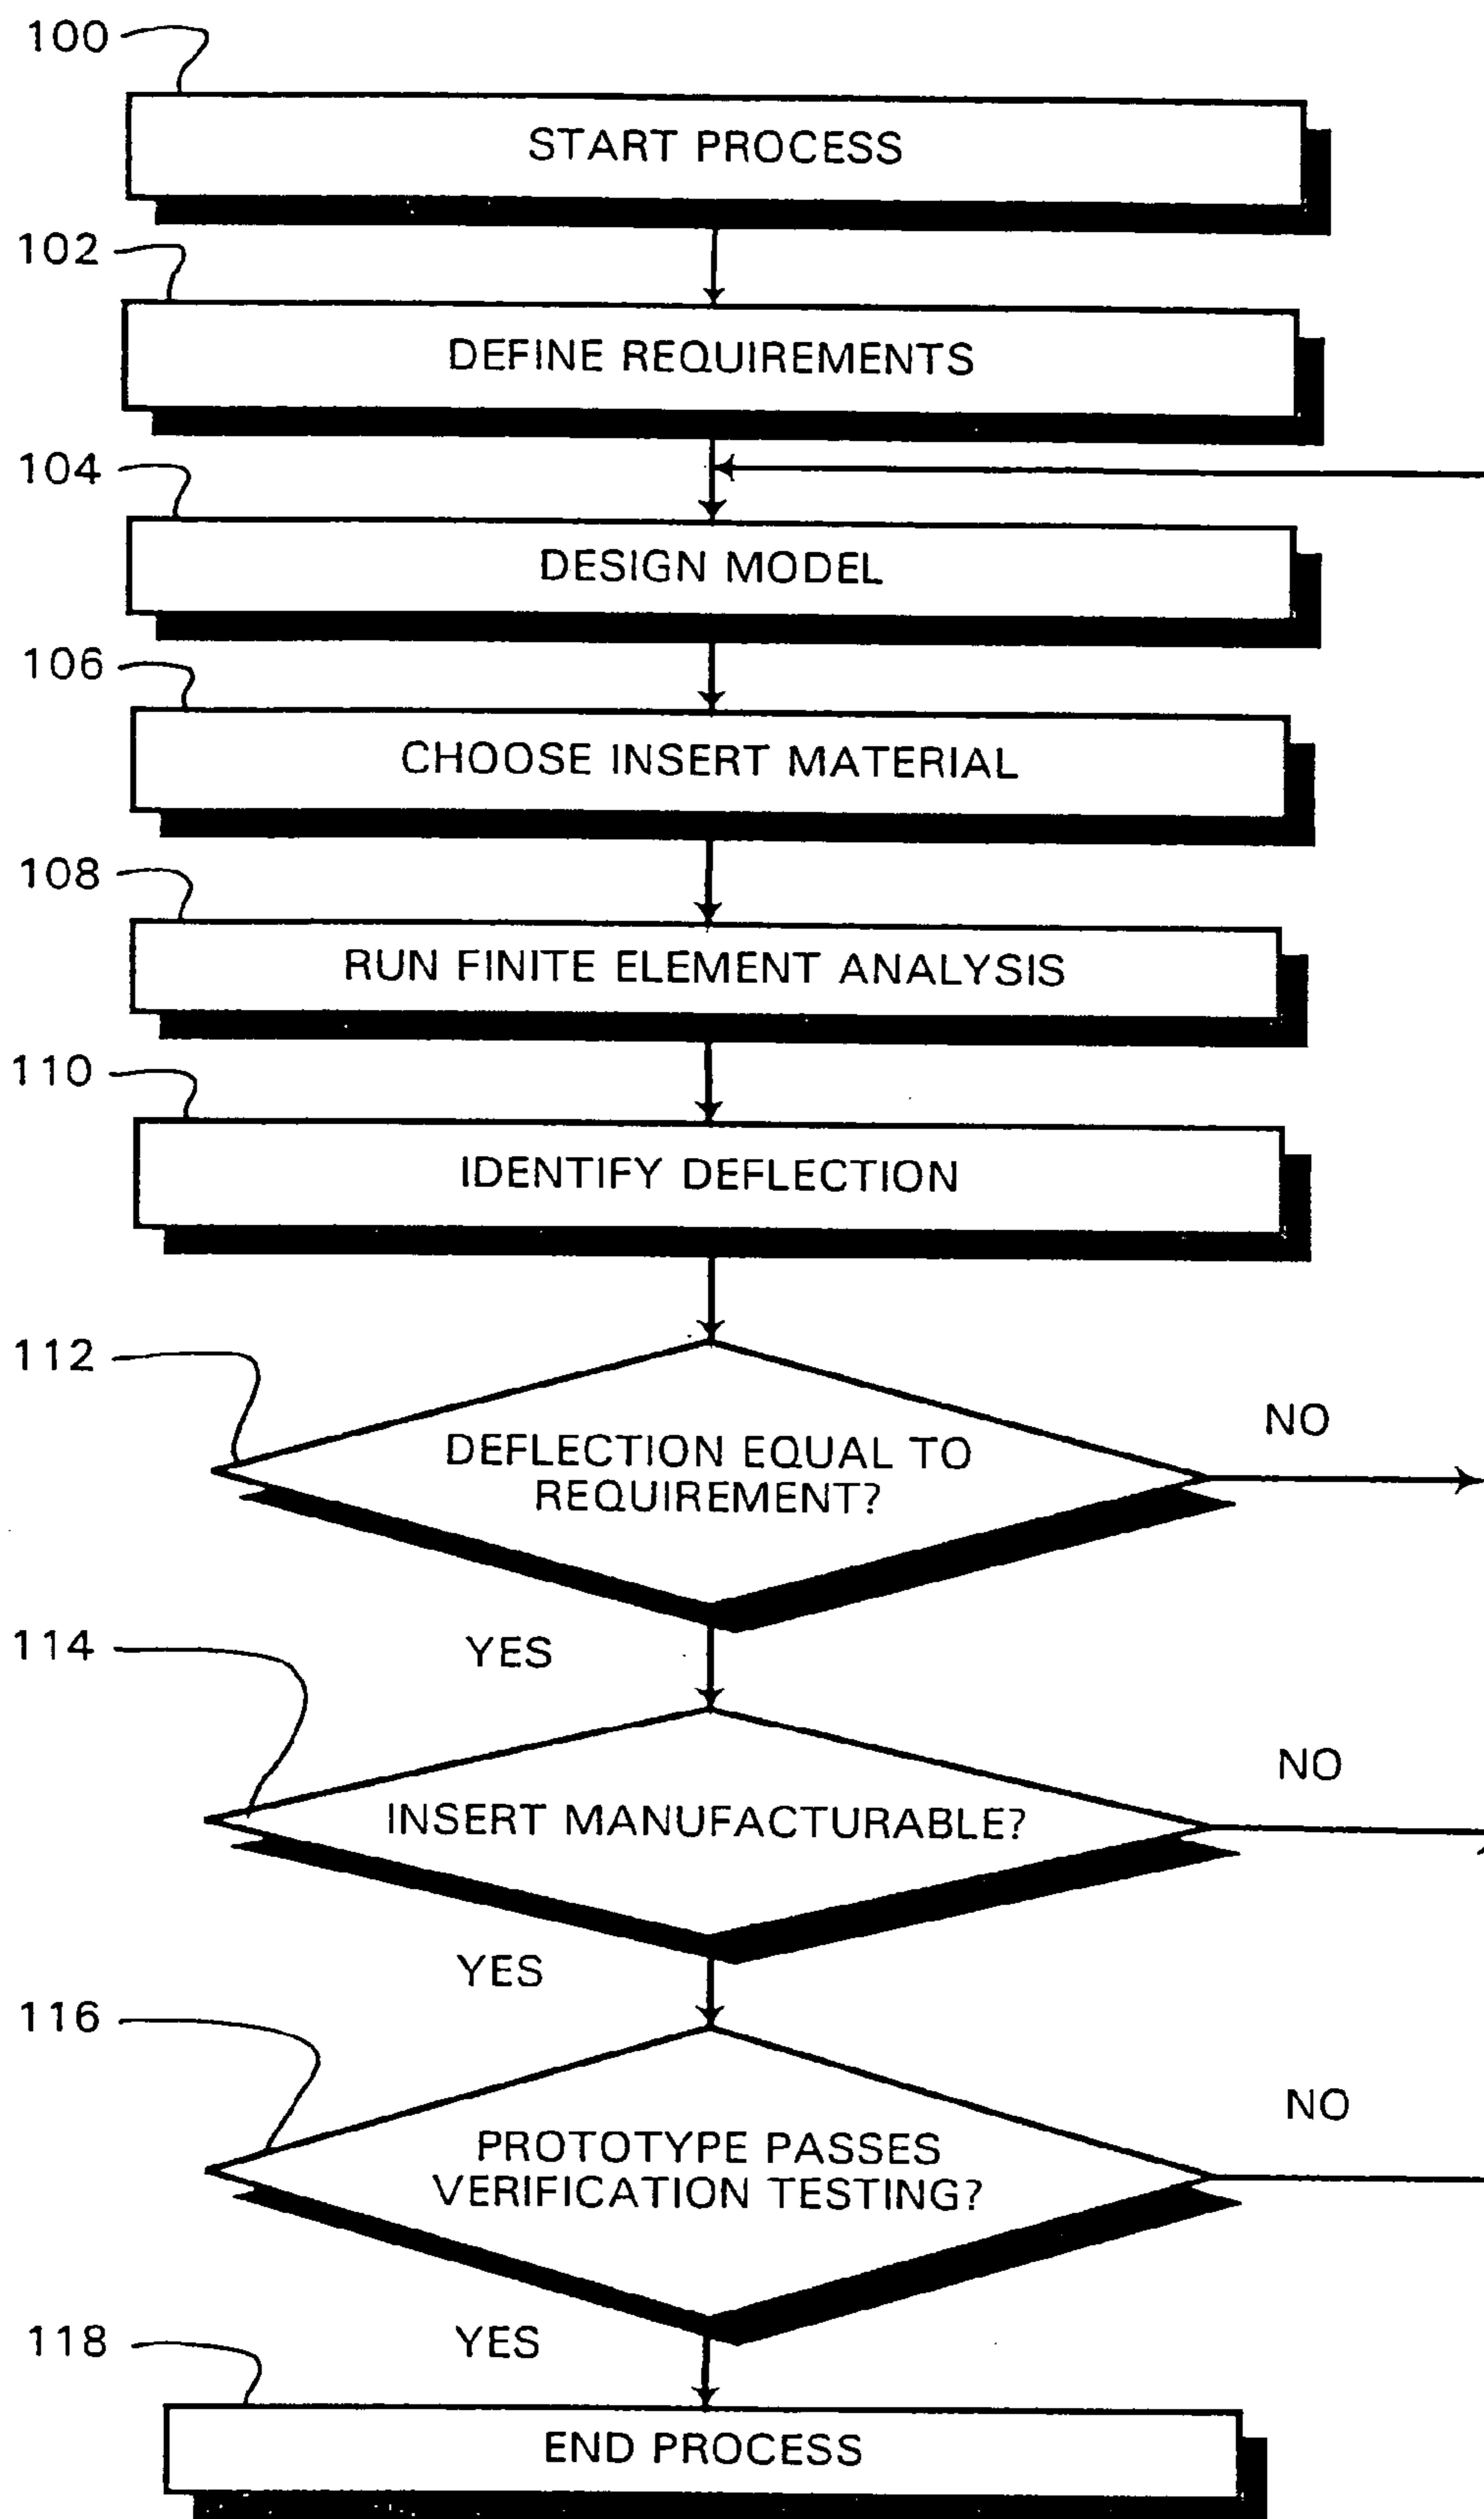 100
START PROCESS
102
DEFINE REQUIREMENTS
104
DESIGN MODEL
106
CHOOSE INSERT MATERIAL
108
RUN FINITE ELEMENT ANALYSIS
110
IDENTIFY DEFLECTION
112
DEFLECTION EQUAL TO
REQUIREMENT?
NO
YES
114
INSERT MANUFACTURABLE?
NO
YES
116
PROTOTYPE PASSES
VERIFICATION TESTING?
NO
YES
118
END PROCESS